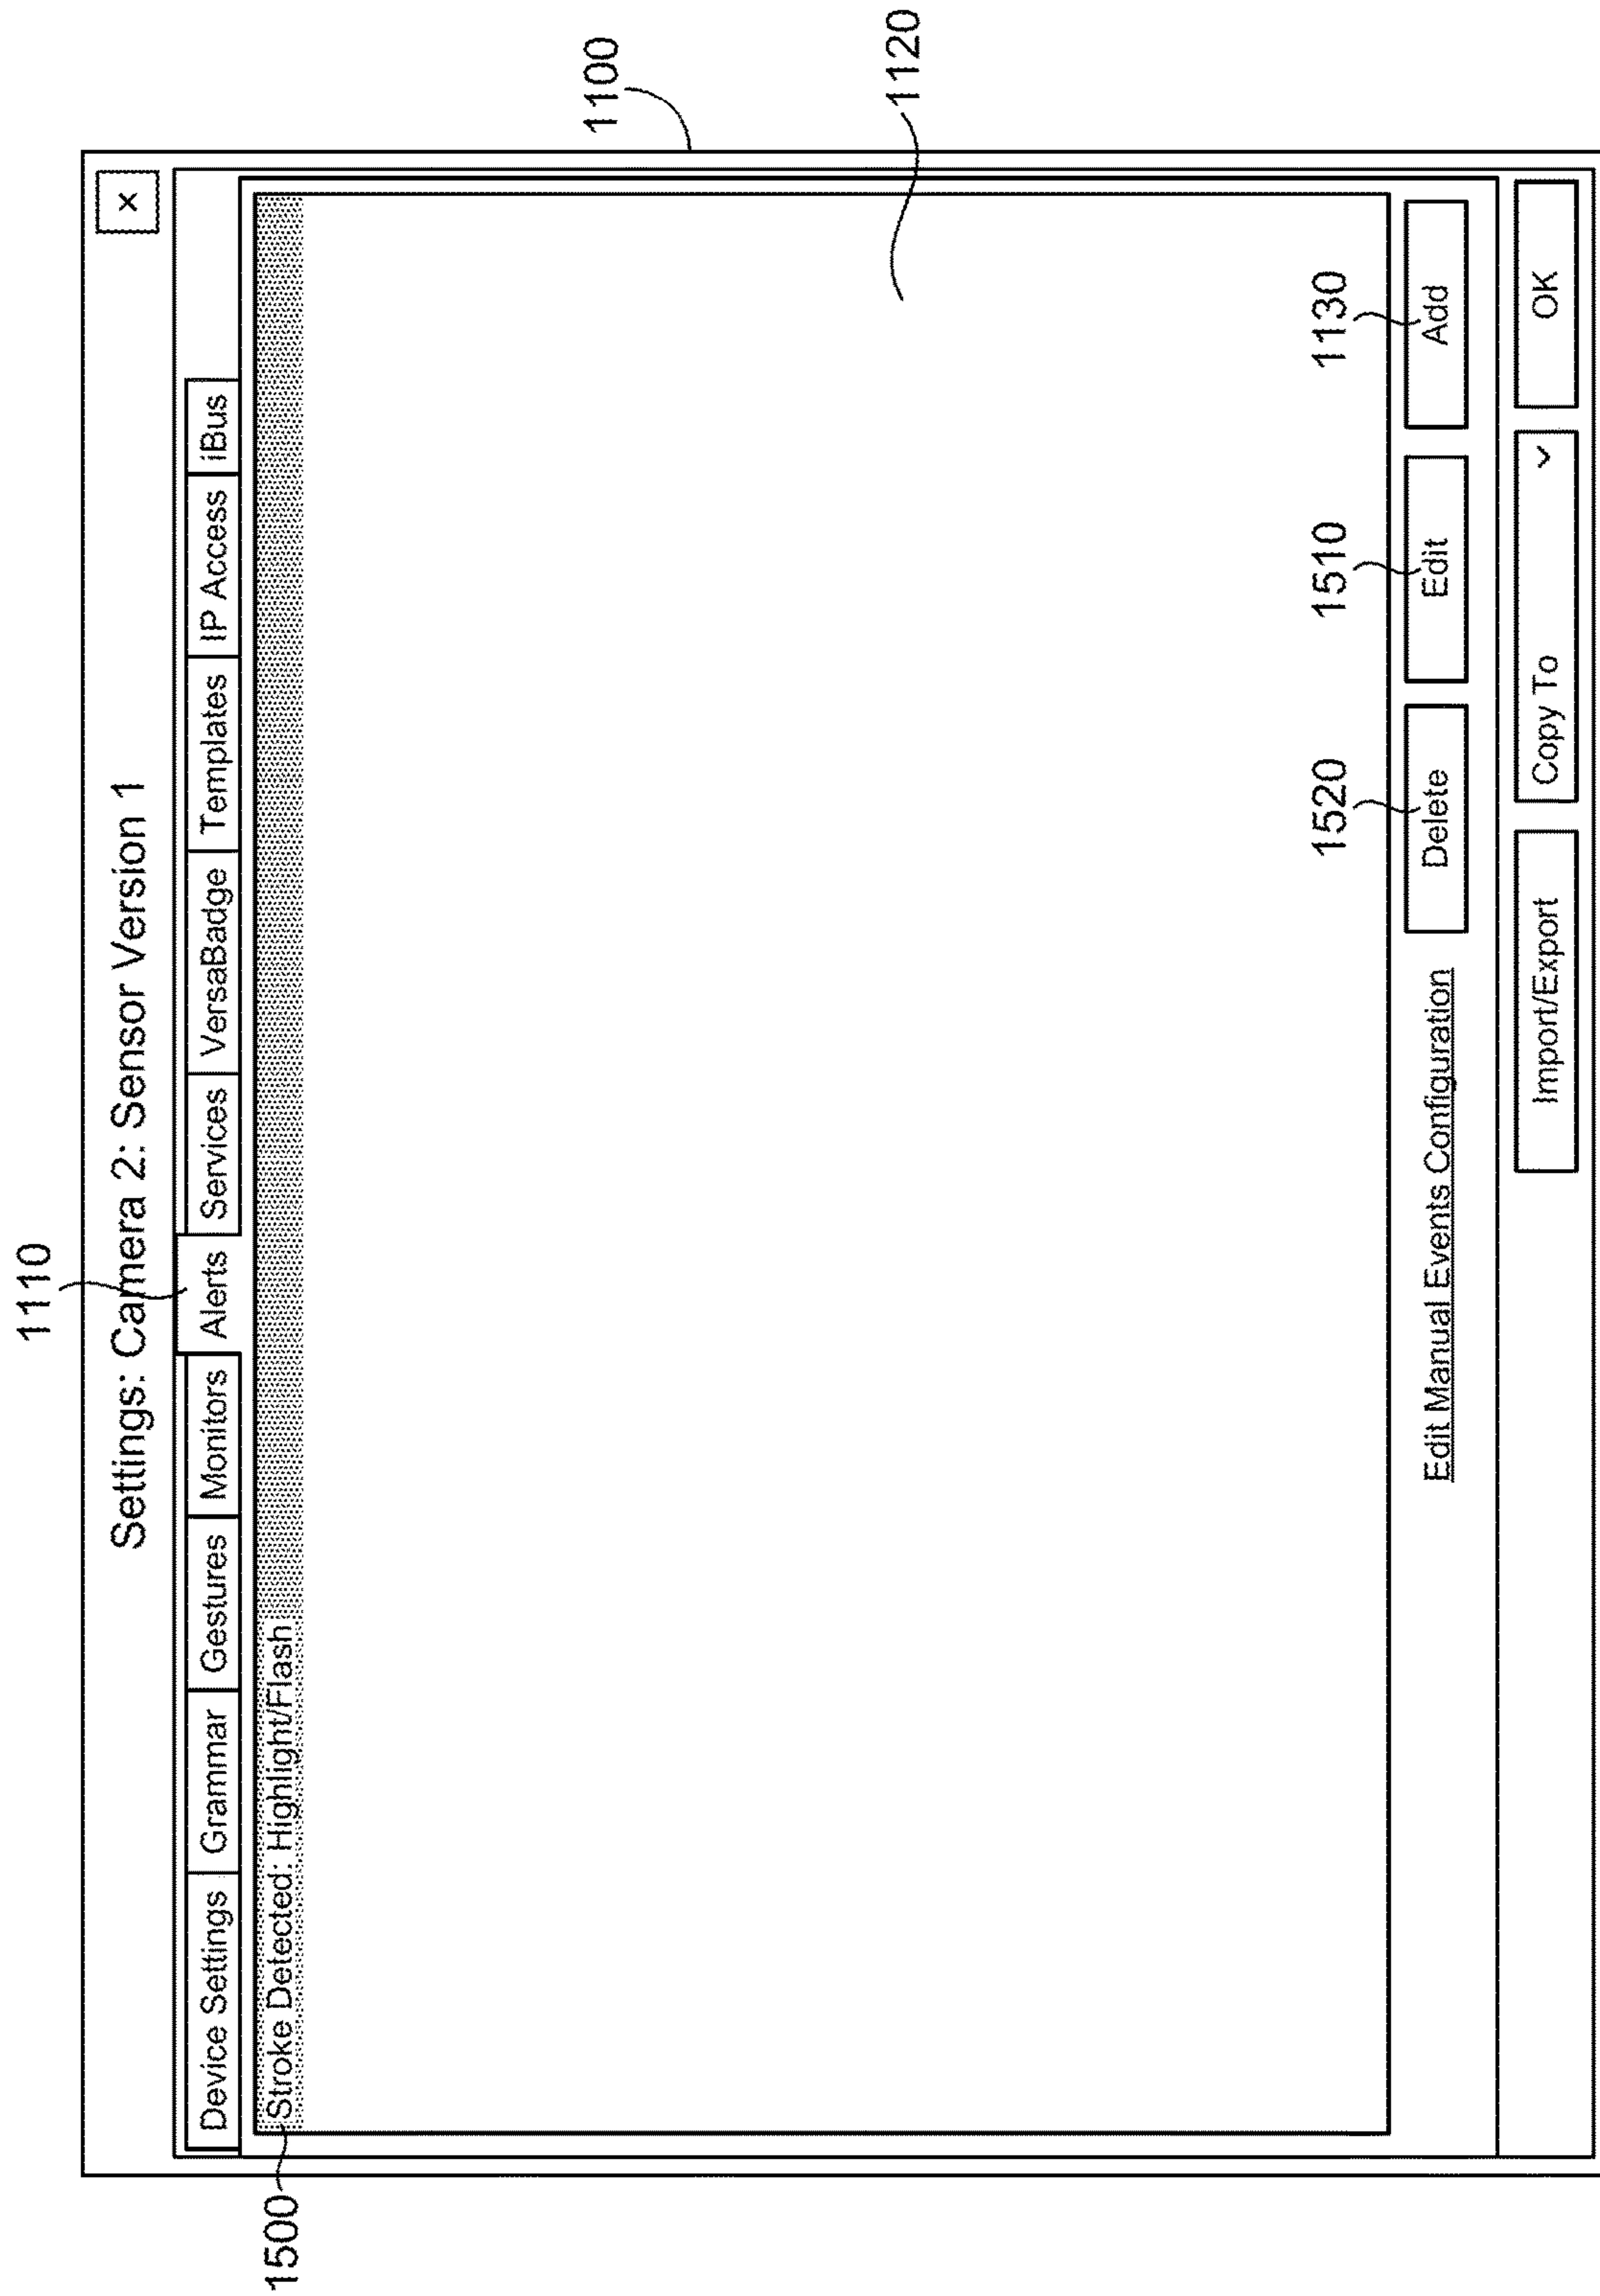 1110
Settings: Camera 2: Sensor Version 1
×
Device Settings
Grammar
Gestures
Monitors
Alerts
Services
VersaBadge
Templates
IP Access
iBus
1500
Stroke Detected: Highlight/Flash
1100
1120
1520
1510
1130
Edit Manual Events Configuration
Delete
Edit
Add
Import/Export
Copy To
OK